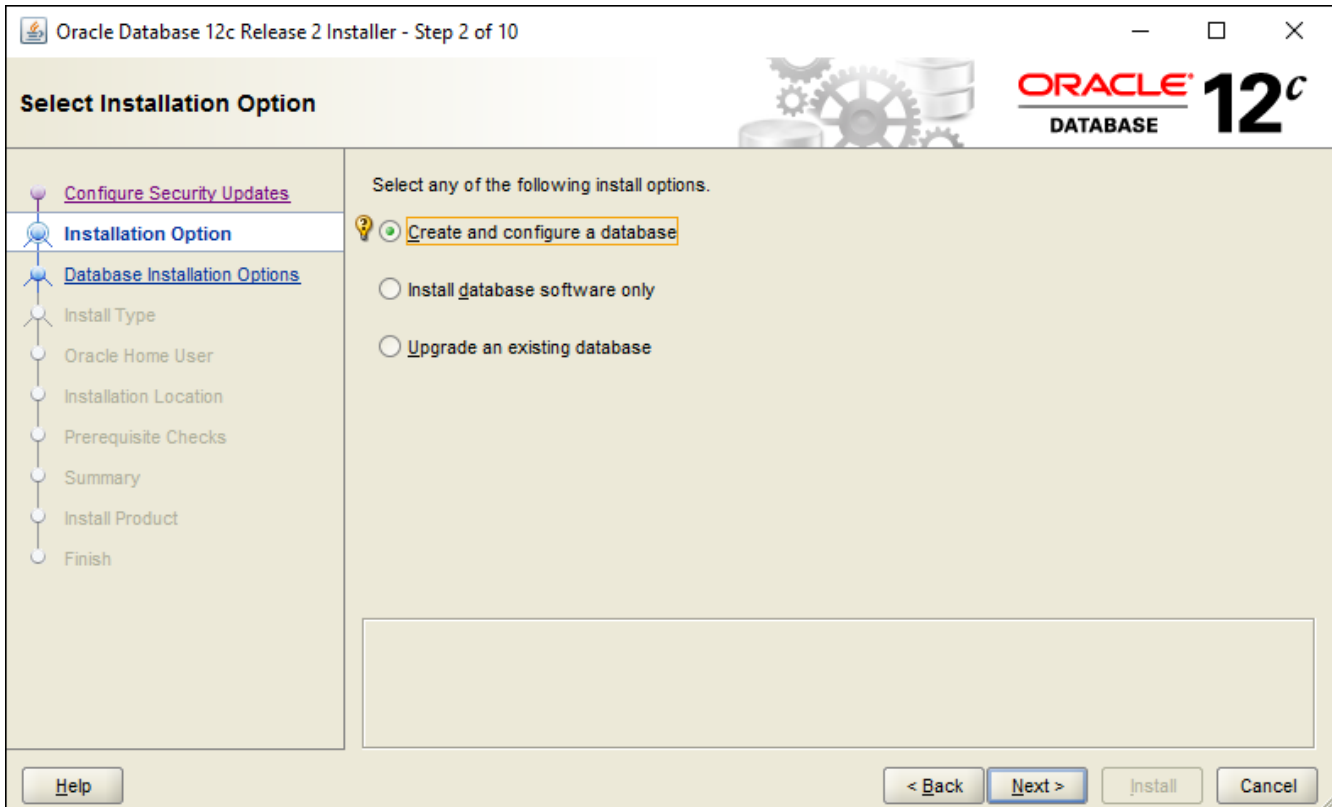 Oracle Database 12c Release 2 Installer - Step 2 of 10
Select Installation Option
ORACLE DATABASE 12c
Configure Security Updates
Installation Option
Database Installation Options
Install Type
Oracle Home User
Installation Location
Prerequisite Checks
Summary
Install Product
Finish
Select any of the following install options.
Create and configure a database
Install database software only
Upgrade an existing database
Help
< Back
Next >
Install
Cancel